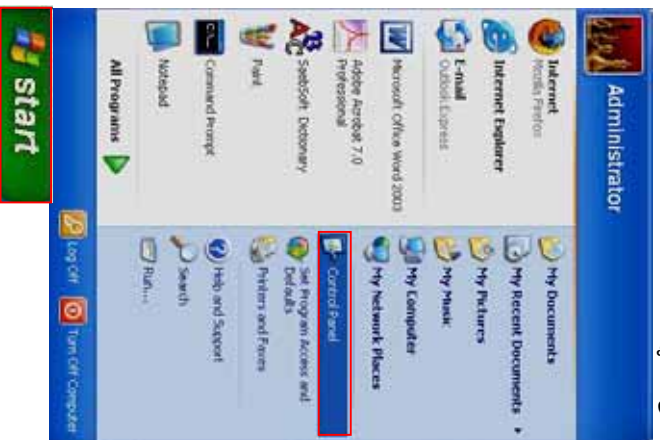 Administrator
Internet
Mozilla Firefox
Internet Explorer
E-mail
Outlook Express
Microsoft Office Word 2003
Adobe Acrobat 7.0
Professional
SaebSoft Dictionary
Paint
Command Prompt
Notepad
All Programs
My Documents
My Recent Documents
My Pictures
My Music
My Computer
My Network Places
Control Panel
Set Program Access and
Defaults
Printers and Faxes
Help and Support
Search
Run...
Log Off
Turn Off Computer
start